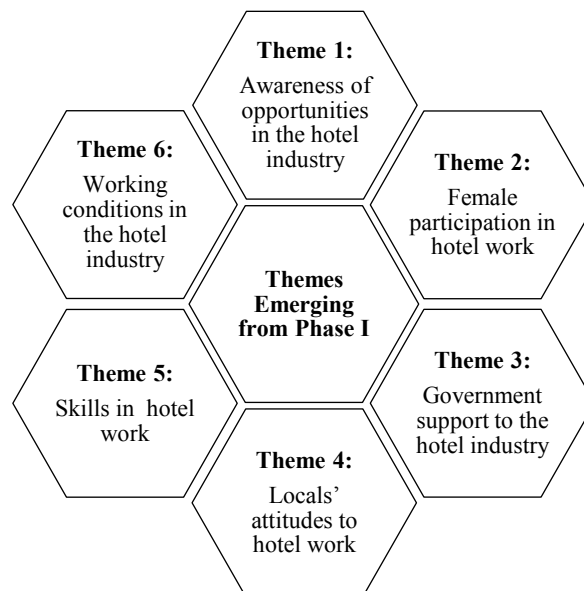 Theme 1:
Awareness of
opportunities
in the hotel
industry
Theme 2:
Female
participation in
hotel work
Theme 3:
Government
support to the
hotel industry
Theme 4:
Locals’
attitudes to
hotel work
Theme 5:
Skills in hotel
work
Theme 6:
Working
conditions in
the hotel
industry
Themes
Emerging
from Phase I